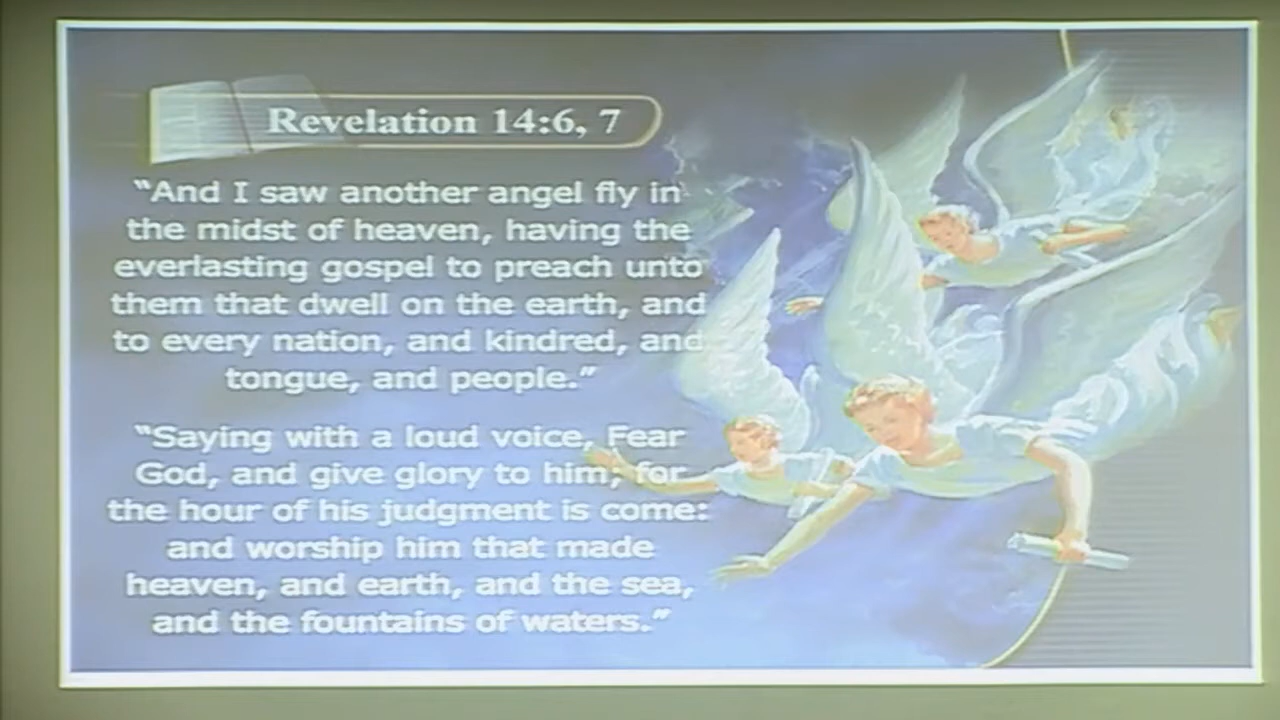 Revelation 14:6, 7
“And I saw another angel fly in
the midst of heaven, having the
everlasting gospel to preach unto
them that dwell on the earth, and
to every nation, and kindred, and
tongue, and people.”
“Saying with a loud voice, Fear
God, and give glory to him; for
the hour of his judgment is come:
and worship him that made
heaven, and earth, and the sea,
and the fountains of waters.”